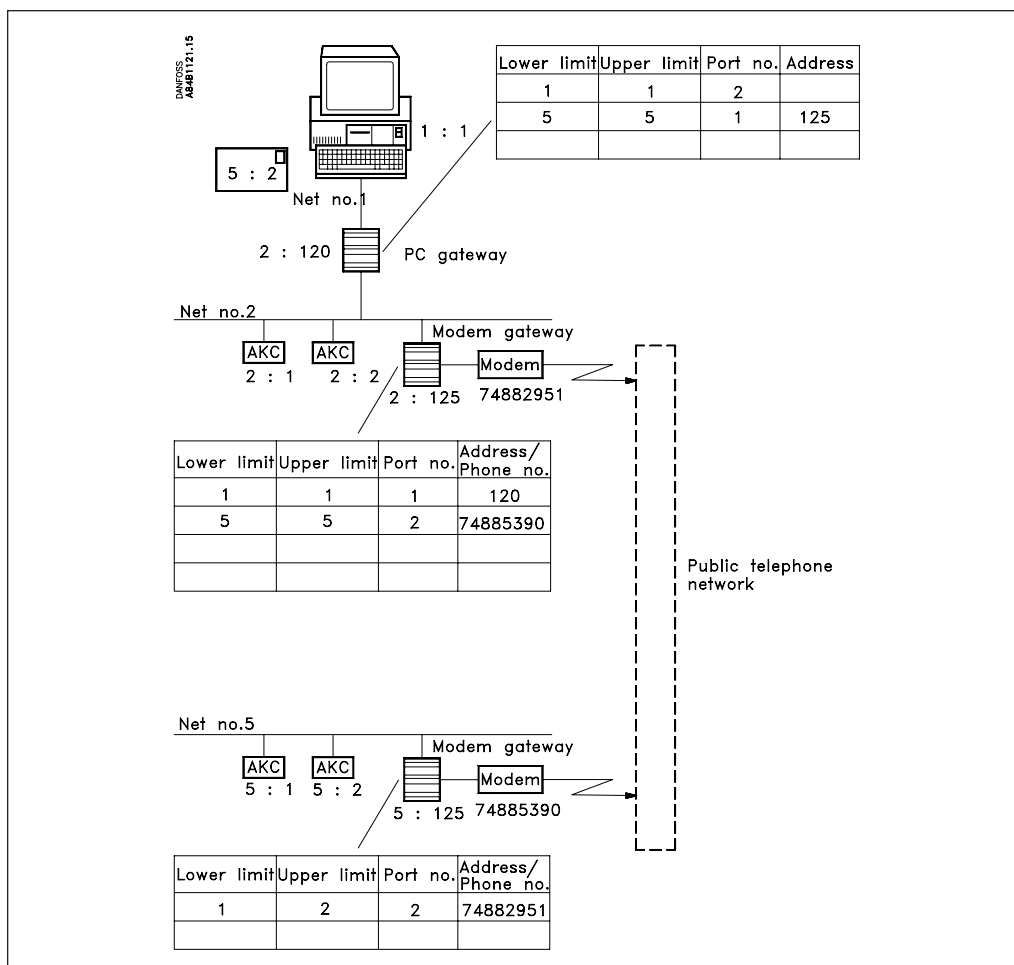 DANFOSS
A84B1121.15
Lower limit Upper limit Port no. Address
1 1 2
5 5 1 125
1 : 1
5 : 2
Net no.1
2 : 120
PC gateway
Net no.2
Modem gateway
AKC AKC Modem
2 : 1 2 : 2 2 : 125 74882951
Lower limit Upper limit Port no. Address/
Phone no.
1 1 1 120
5 5 2 74885390
Public telephone
network
Net no.5
Modem gateway
AKC AKC Modem
5 : 1 5 : 2 5 : 125 74885390
Lower limit Upper limit Port no. Address/
Phone no.
1 2 2 74882951